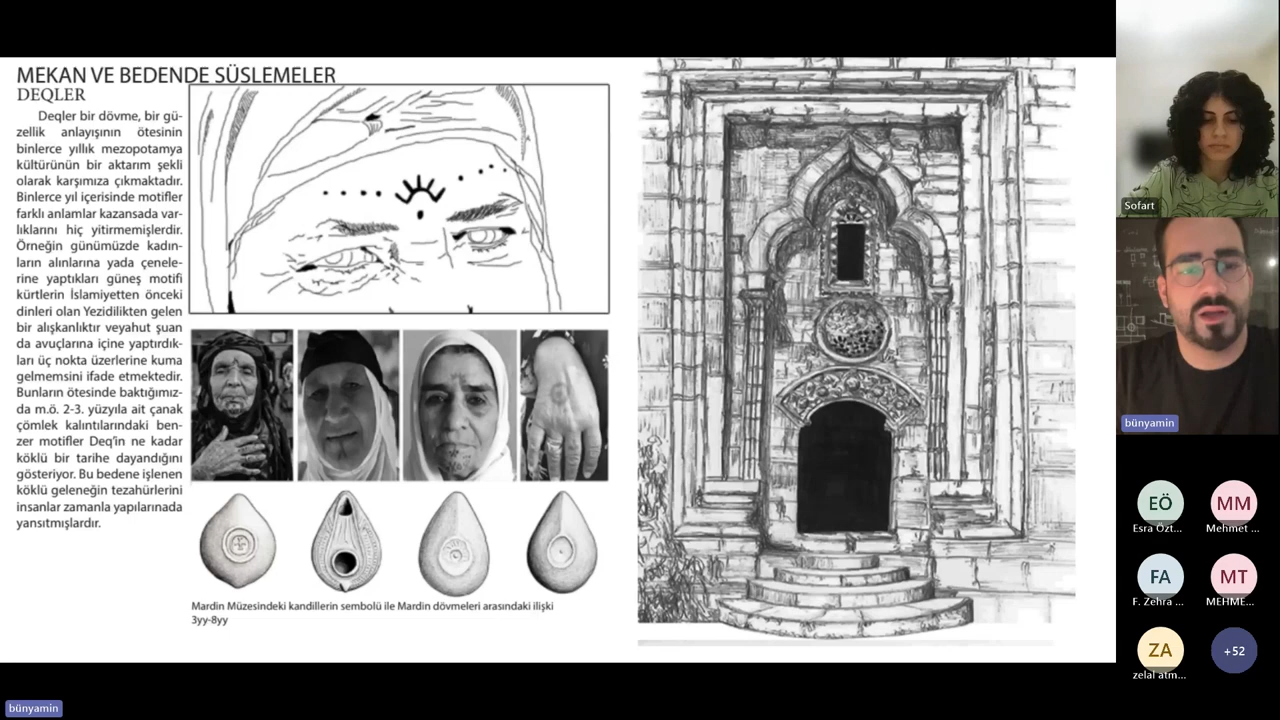 MEKAN VE BEDENDE SÜSLEMELER
DEQLER
Deqler bir dövme, bir gü-
zellik anlayışının ötesinin
binlerce yıllık mezopotamya
kültürünün bir aktarım şekli
olarak karşımıza çıkmaktadır.
Binlerce yıl içerisinde motifler
farklı anlamlar kazansada var-
lıklarını hiç yitirmemişlerdir.
Örneğin günümüzde kadın-
ların alınlarına yada çenele-
rine yaptıkları güneş motifi
kürtlerin İslamiyetten önceki
dinleri olan Yezidilikten gelen
bir alışkanlıktır veyahut şuan
da avuçlarına içine yaptırdık-
ları üç nokta üzerlerine kuma
gelmemsini ifade etmektedir.
Bunların ötesinde baktığımız-
da m.ö. 2-3. yüzyıla ait çanak
çömlek kalıntılarındaki ben-
zer motifler Deq'in ne kadar
köklü bir tarihe dayandığını
gösteriyor. Bu bedene işlenen
köklü geleneğin tezahürlerini
insanlar zamanla yapılarınada
yansıtmışlardır.
Mardin Müzesindeki kandillerin sembolü ile Mardin dövmeleri arasındaki ilişki
3yy-8yy
Sofart
bünyamin
EÖ
Esra Özt...
MM
Mehmet ...
FA
F. Zehra ...
MT
MEHME...
ZA
zelal atm...
+52
bünyamin